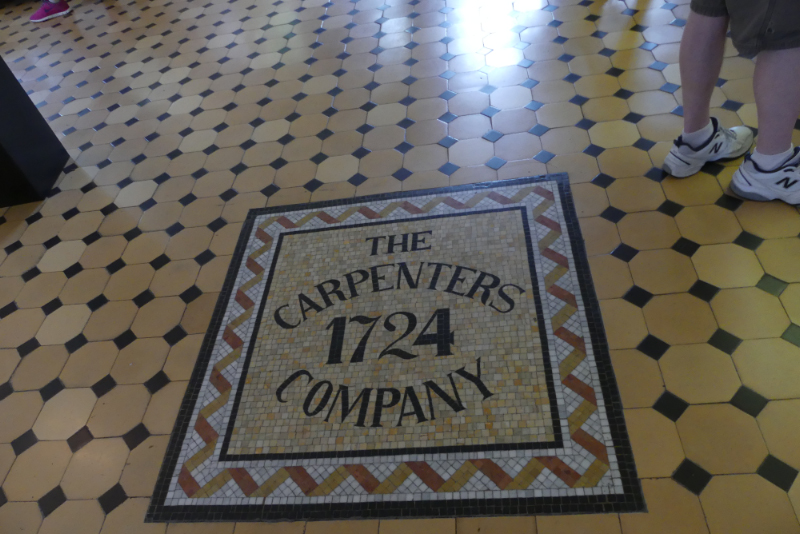 THE
CARPENTERS
1724
COMPANY
N
N